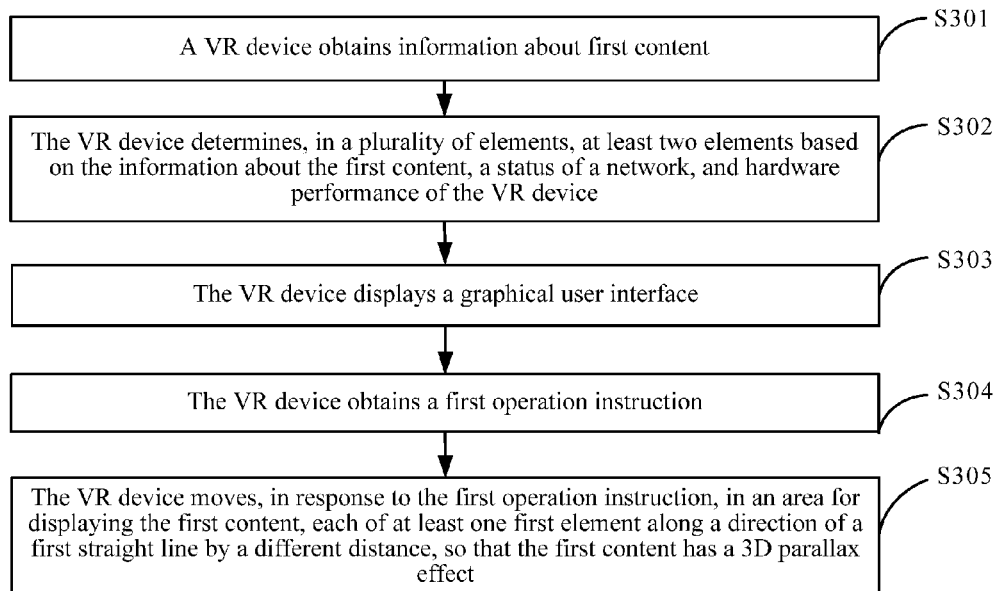 S301
A VR device obtains information about first content
S302
The VR device determines, in a plurality of elements, at least two elements based
on the information about the first content, a status of a network, and hardware
performance of the VR device
S303
The VR device displays a graphical user interface
S304
The VR device obtains a first operation instruction
S305
The VR device moves, in response to the first operation instruction, in an area for
displaying the first content, each of at least one first element along a direction of a
first straight line by a different distance, so that the first content has a 3D parallax
effect